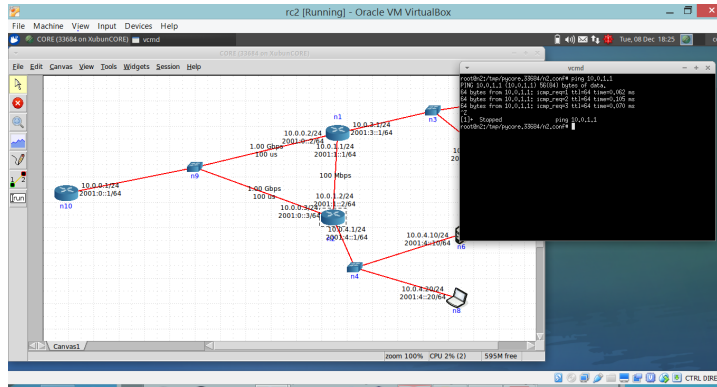 rc2 [Running] - Oracle VM VirtualBox
File Machine View Input Devices Help
CORE (33684 on XubunCORE) vcmd
Tue, 08 Dec 18:25
CORE (33684 on XubunCORE)
File Edit Canvas View Tools Widgets Session Help
vcmd
root@n2:/tmp/pycore.33684/n2.conf# ping 10.0.1.1
PING 10.0.1.1 (10.0.1.1) 56(84) bytes of data.
64 bytes from 10.0.1.1: icmp_req=1 ttl=64 time=0.062 ms
64 bytes from 10.0.1.1: icmp_req=2 ttl=64 time=0.105 ms
64 bytes from 10.0.1.1: icmp_req=3 ttl=64 time=0.070 ms
^Z
[1]+ Stopped ping 10.0.1.1
root@n2:/tmp/pycore.33684/n2.conf#
n1
n3
10.0.3.1/24
2001:3::1/64
10.0.0.2/24
2001:0::2/64
10.0.1.1/24
2001:1::1/64
1.00 Gbps
100 us
n9
100 Mbps
1.00 Gbps
100 us
10.0.0.1/24
2001:0::1/64
n10
10.0.1.2/24
2001:1::2/64
10.0.0.3/24
2001:0::3/64
10.0.4.1/24
2001:4::1/64
10.0.4.10/24
2001:4::10/64
n6
n4
10.0.4.20/24
2001:4::20/64
n8
1 2
run
Canvas1
zoom 100% CPU 2% (2) 595M free
CTRL DIRE